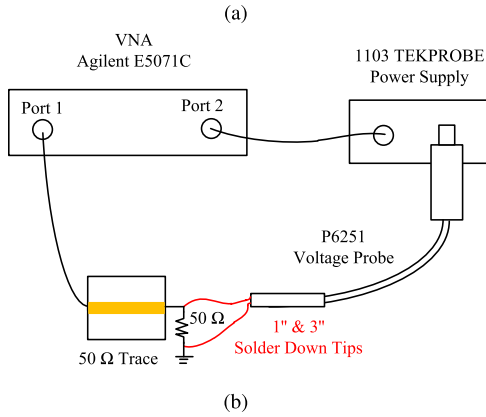 (a)
VNA
Agilent E5071C
1103 TEKPROBE
Power Supply
Port 1
Port 2
P6251
Voltage Probe
50 Ω
1" & 3"
Solder Down Tips
50 Ω Trace
(b)